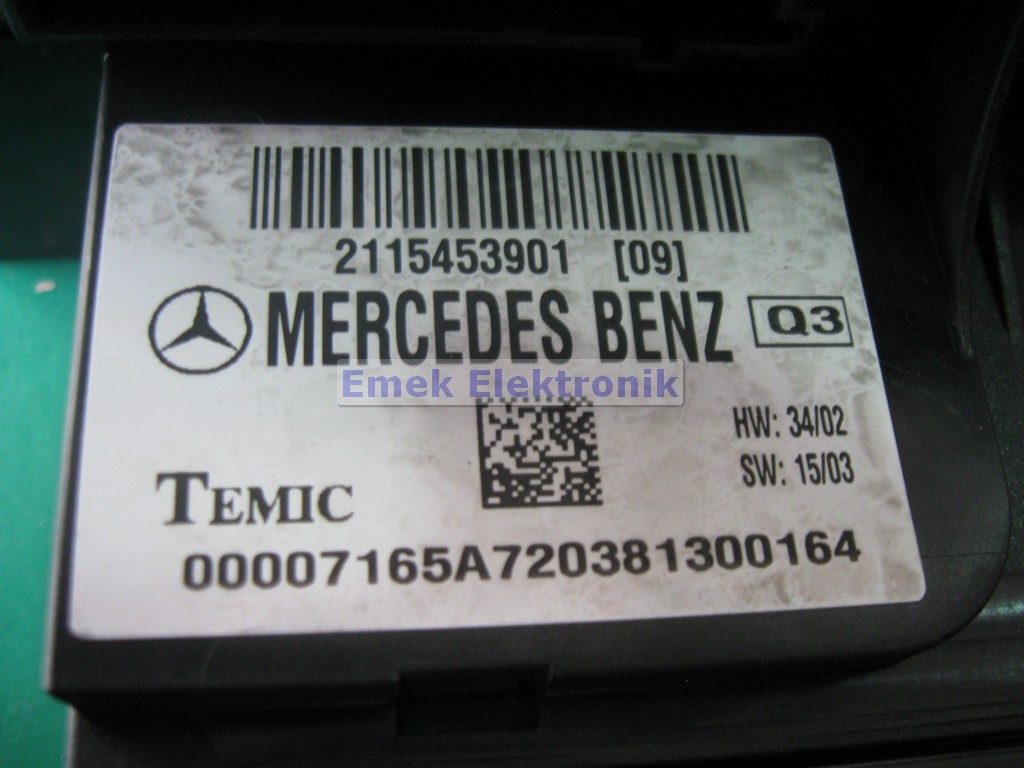 2115453901 [09]
MERCEDES BENZ Q3
Emek Elektronik
HW: 34/02
SW: 15/03
TEMIC
00007165A720381300164